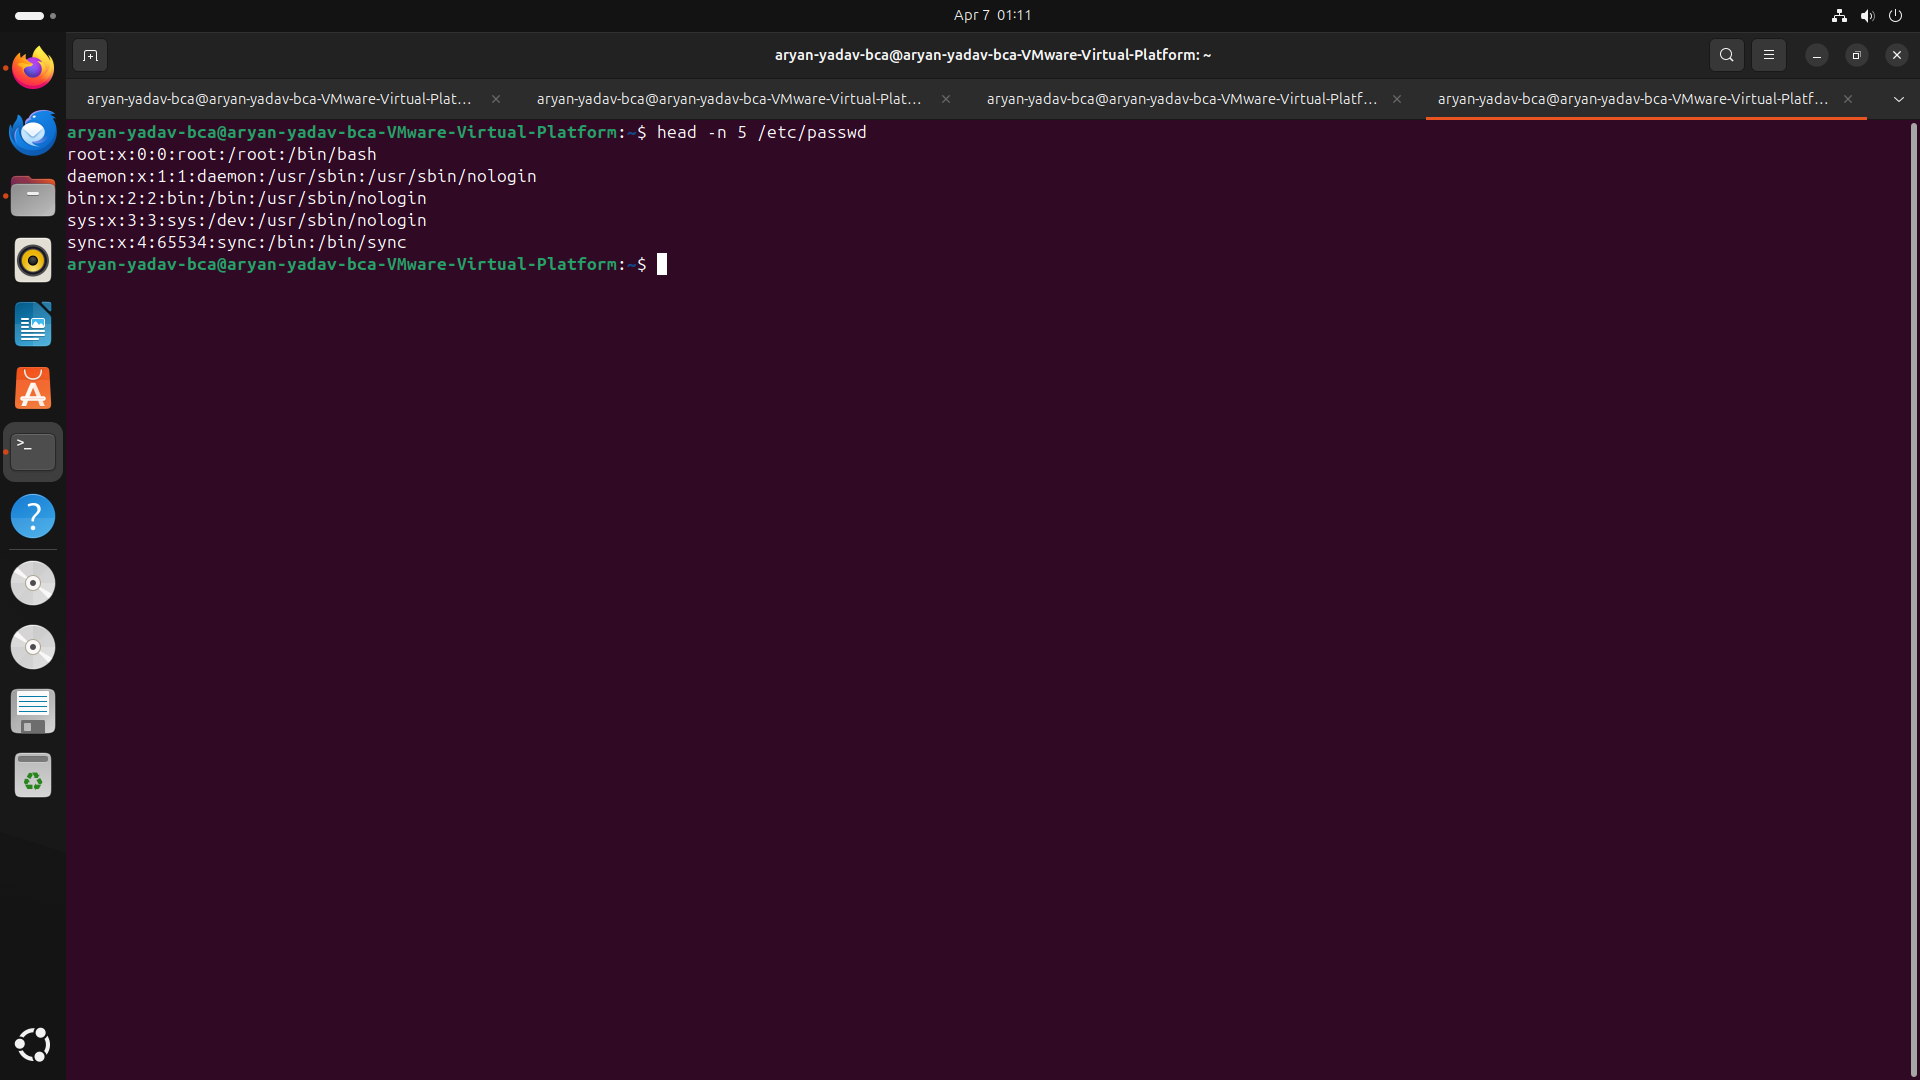 Apr 7 01:11
aryan-yadav-bca@aryan-yadav-bca-VMware-Virtual-Platform: ~
aryan-yadav-bca@aryan-yadav-bca-VMware-Virtual-Plat...
aryan-yadav-bca@aryan-yadav-bca-VMware-Virtual-Plat...
aryan-yadav-bca@aryan-yadav-bca-VMware-Virtual-Platf...
aryan-yadav-bca@aryan-yadav-bca-VMware-Virtual-Platf...
aryan-yadav-bca@aryan-yadav-bca-VMware-Virtual-Platform:~$ head -n 5 /etc/passwd
root:x:0:0:root:/root:/bin/bash
daemon:x:1:1:daemon:/usr/sbin:/usr/sbin/nologin
bin:x:2:2:bin:/bin:/usr/sbin/nologin
sys:x:3:3:sys:/dev:/usr/sbin/nologin
sync:x:4:65534:sync:/bin:/bin/sync
aryan-yadav-bca@aryan-yadav-bca-VMware-Virtual-Platform:~$